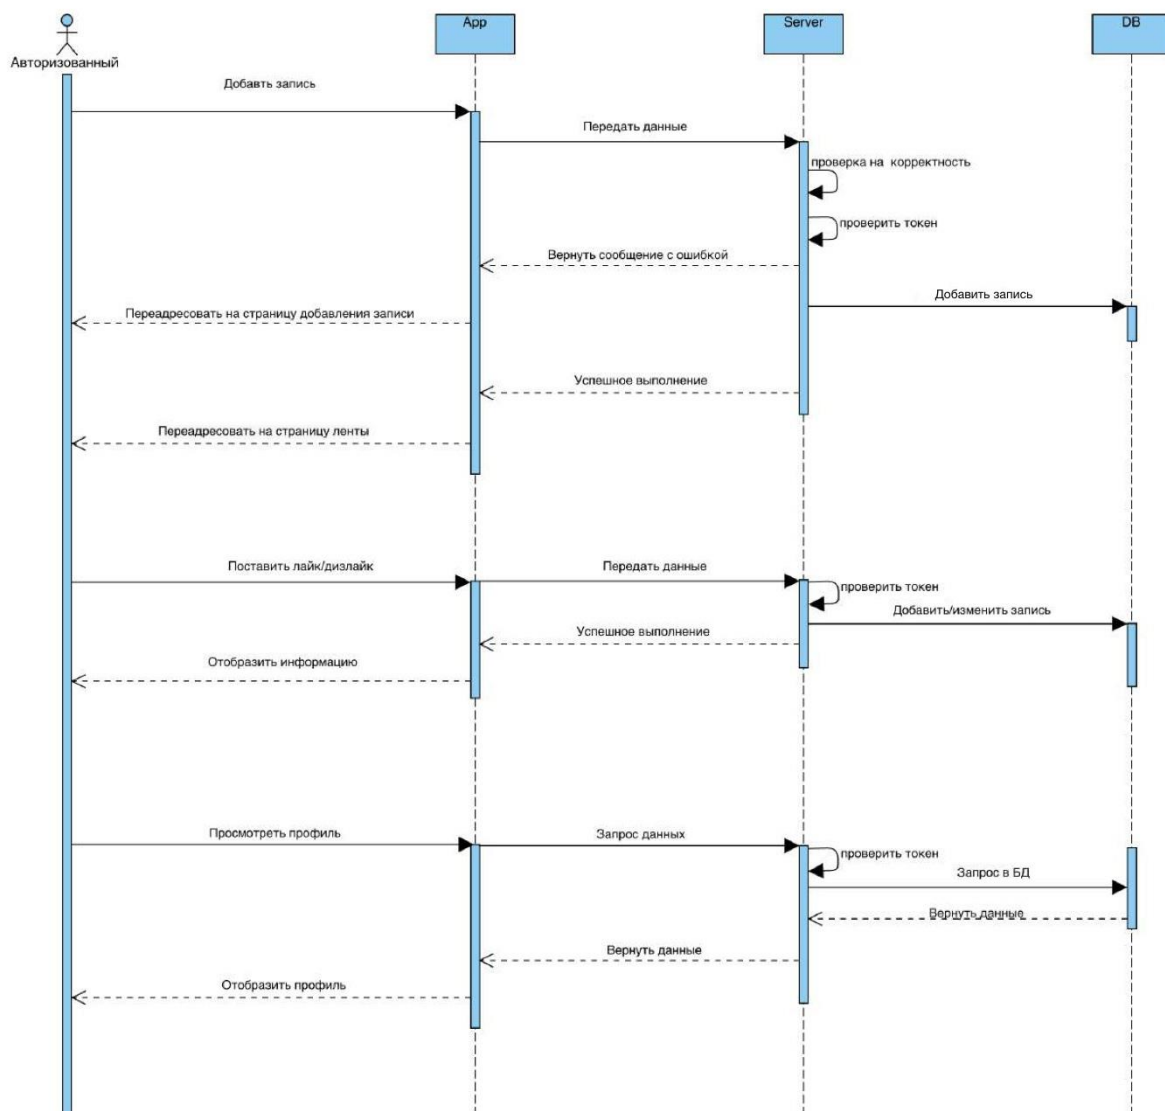 App
Server
DB
Авторизованный
Добавть запись
Передать данные
проверка на корректность
проверить токен
Вернуть сообщение с ошибкой
Добавить запись
Переадресовать на страницу добавления записи
Успешное выполнение
Переадресовать на страницу ленты
Поставить лайк/дизлайк
Передать данные
проверить токен
Добавить/изменить запись
Успешное выполнение
Отобразить информацию
Просмотреть профиль
Запрос данных
проверить токен
Запрос в БД
Вернуть данные
Вернуть данные
Отобразить профиль